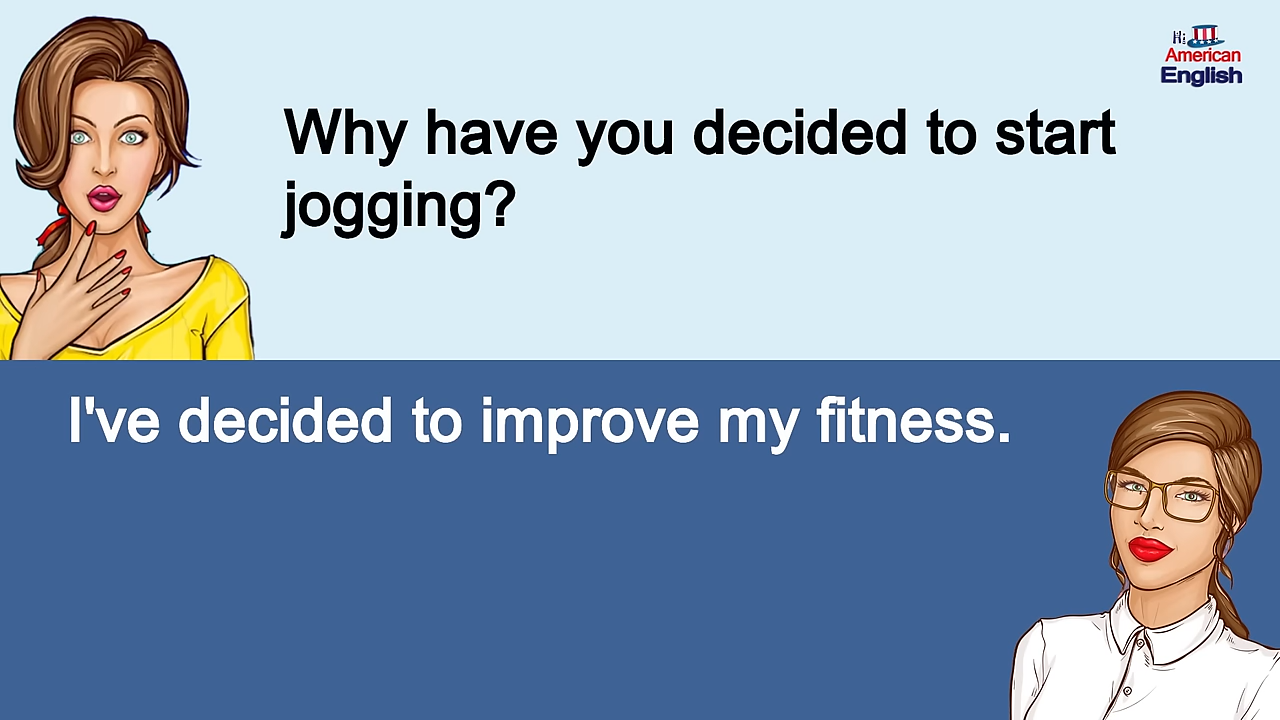 Hi
American
English
Why have you decided to start
jogging?
I've decided to improve my fitness.